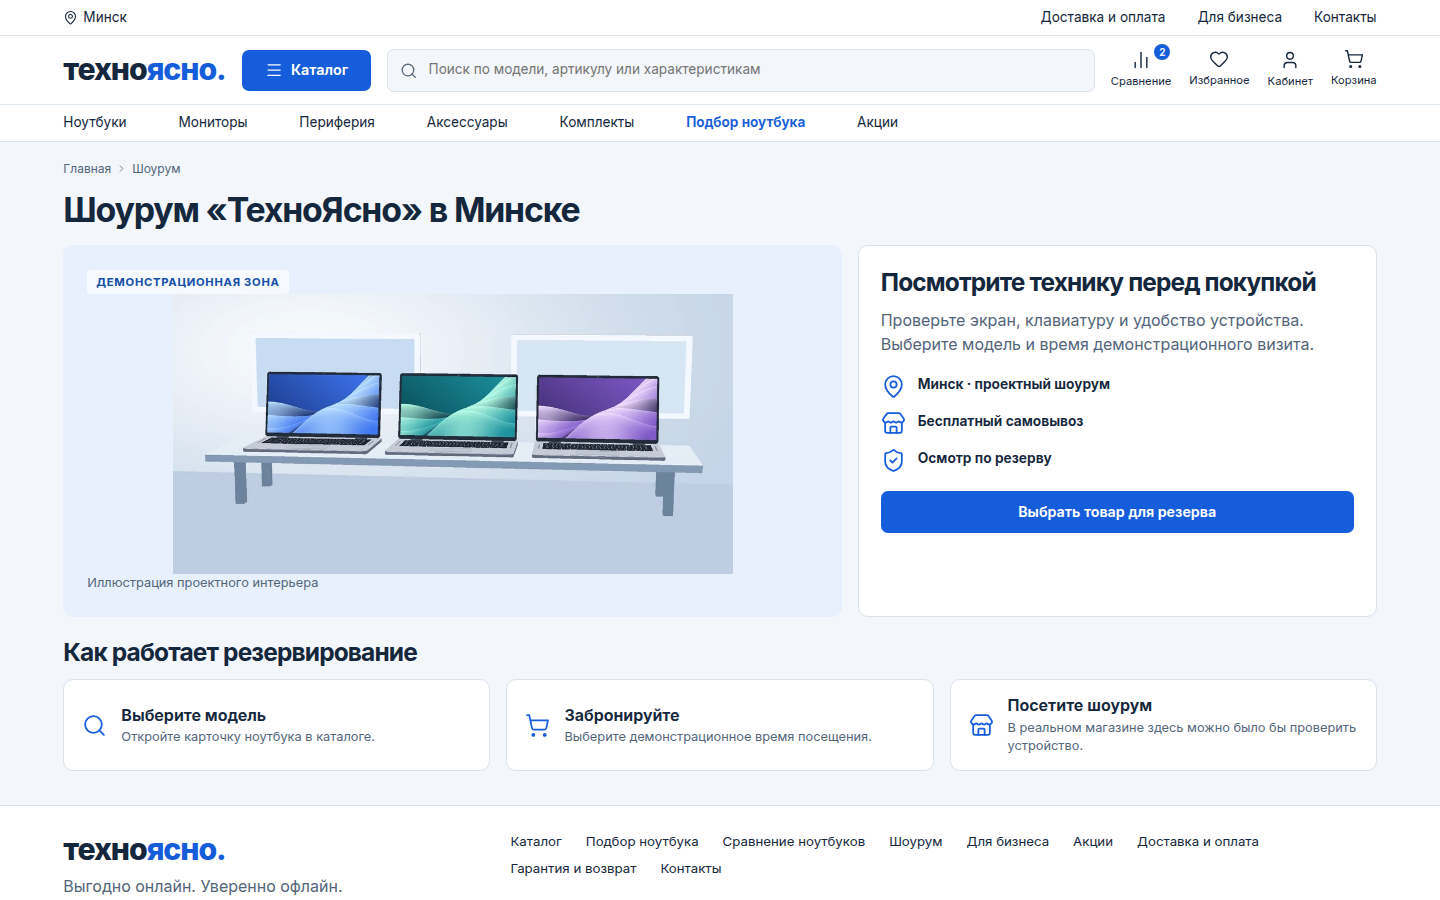 Минск
Доставка и оплата
Для бизнеса
Контакты
техноясно.
Каталог
Поиск по модели, артикулу или характеристикам
2
Сравнение
Избранное
Кабинет
Корзина
Ноутбуки
Мониторы
Периферия
Аксессуары
Комплекты
Подбор ноутбука
Акции
Главная
Шоурум
Шоурум «ТехноЯсно» в Минске
ДЕМОНСТРАЦИОННАЯ ЗОНА
Иллюстрация проектного интерьера
Посмотрите технику перед покупкой
Проверьте экран, клавиатуру и удобство устройства.
Выберите модель и время демонстрационного визита.
Минск · проектный шоурум
Бесплатный самовывоз
Осмотр по резерву
Выбрать товар для резерва
Как работает резервирование
Выберите модель
Откройте карточку ноутбука в каталоге.
Забронируйте
Выберите демонстрационное время посещения.
Посетите шоурум
В реальном магазине здесь можно было бы проверить
устройство.
техноясно.
Выгодно онлайн. Уверенно офлайн.
Каталог
Подбор ноутбука
Сравнение ноутбуков
Шоурум
Для бизнеса
Акции
Доставка и оплата
Гарантия и возврат
Контакты